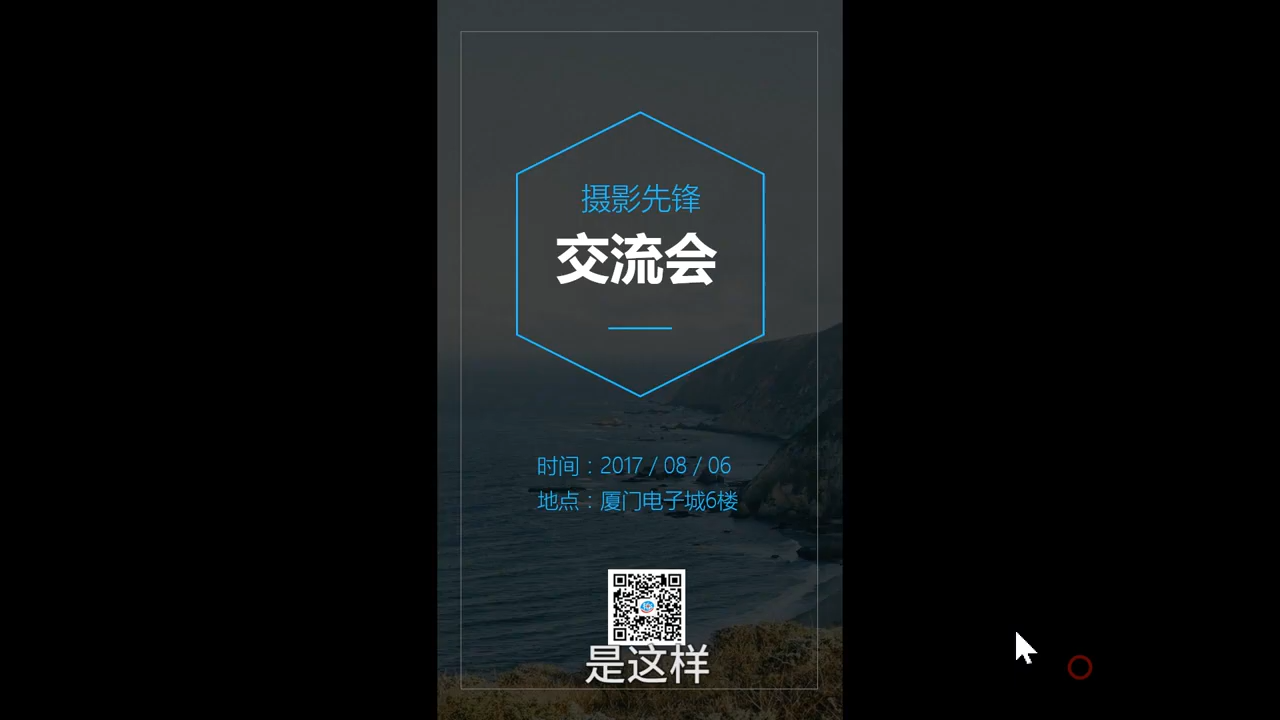 摄影先锋
交流会
时间：2017 / 08 / 06
地点：厦门电子城6楼
是这样